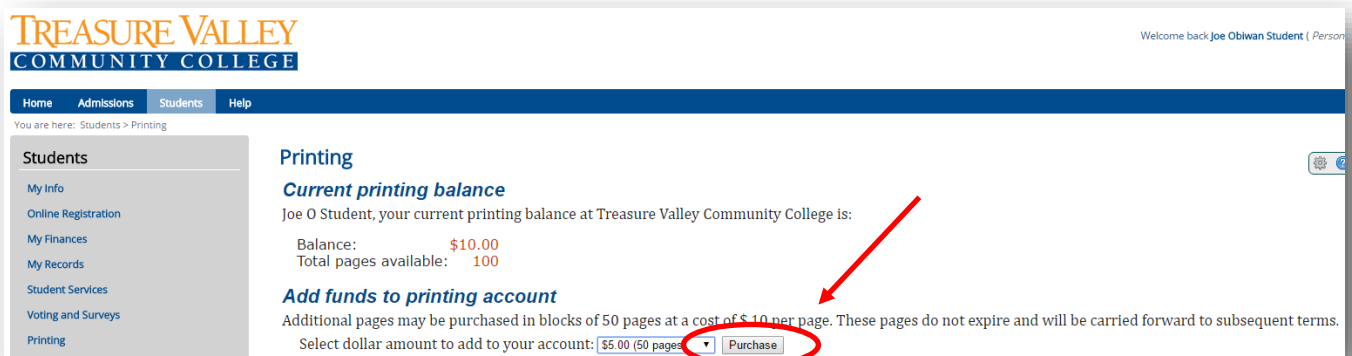 TREASURE VALLEY
COMMUNITY COLLEGE
Welcome back Joe Obiwan Student ( Person
Home Admissions Students Help
You are here: Students > Printing
Students
My Info
Online Registration
My Finances
My Records
Student Services
Voting and Surveys
Printing
Printing
Current printing balance
Joe O Student, your current printing balance at Treasure Valley Community College is:
Balance: $10.00
Total pages available: 100
Add funds to printing account
Additional pages may be purchased in blocks of 50 pages at a cost of $.10 per page. These pages do not expire and will be carried forward to subsequent terms.
Select dollar amount to add to your account: $5.00 (50 pages Purchase